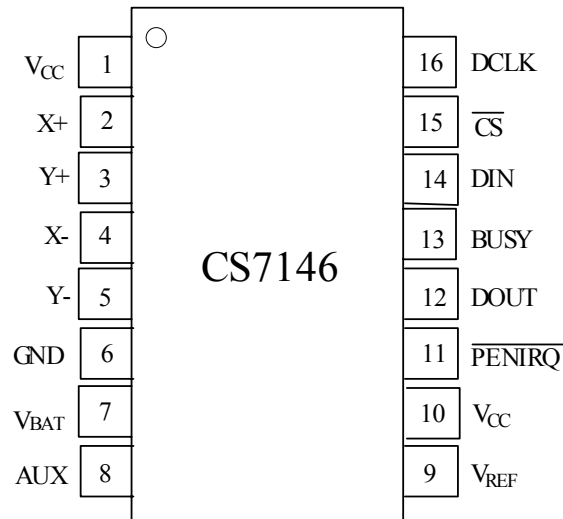 VCC 1 16 DCLK
X+ 2 15 CS
Y+ 3 14 DIN
X- 4 13 BUSY
CS7146
Y- 5 12 DOUT
GND 6 11 PENIRQ
VBAT 7 10 VCC
AUX 8 9 VREF